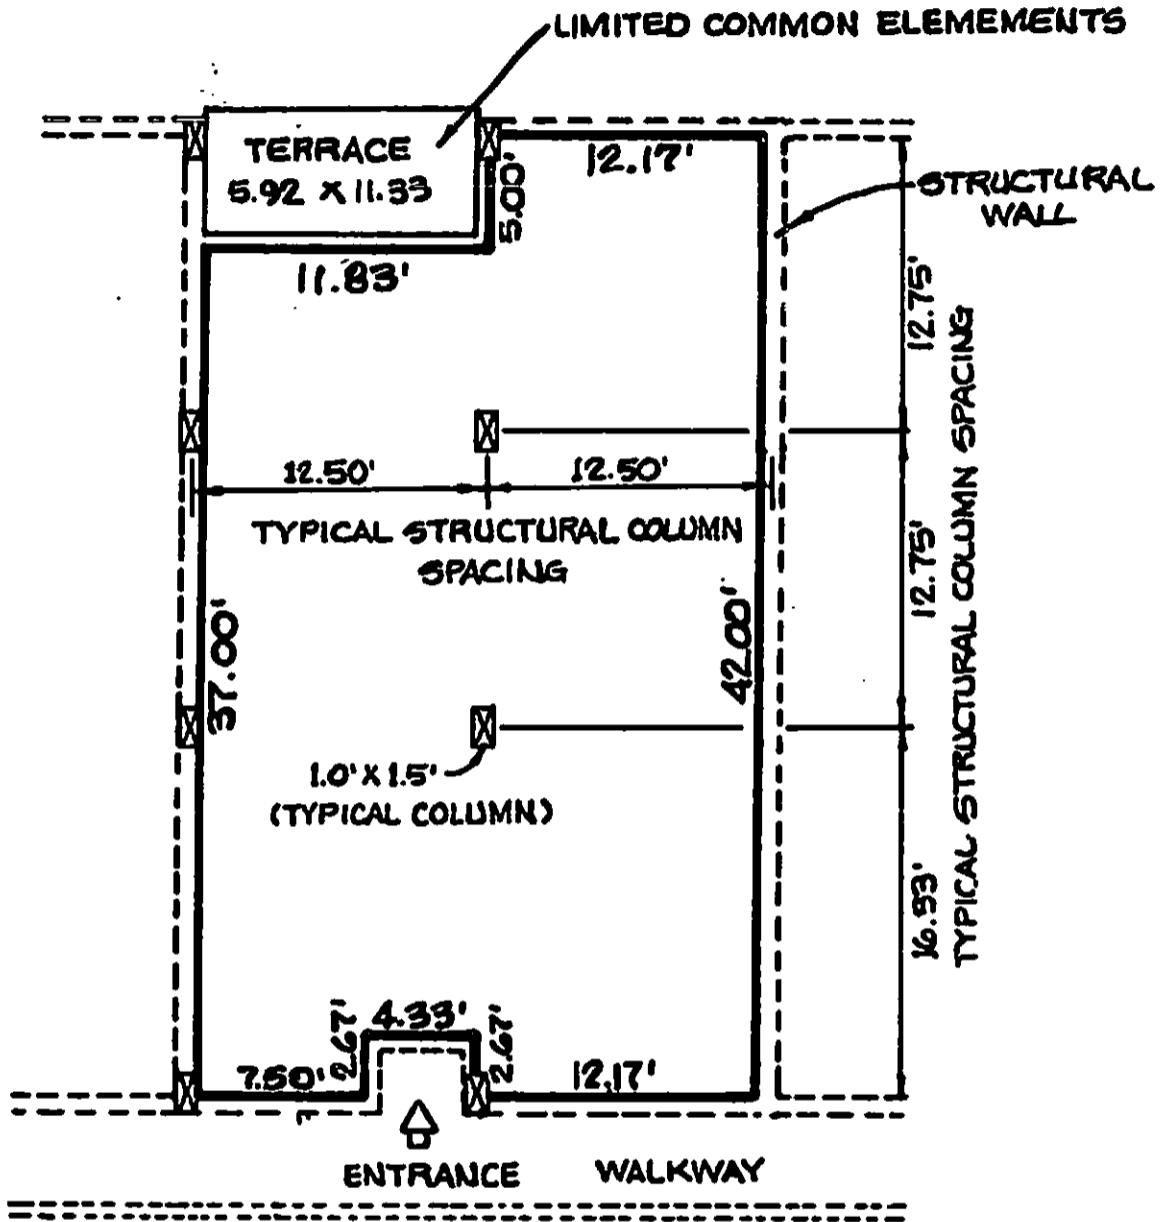 LIMITED COMMON ELEMEMENTS
TERRACE
5.92 X 11.33
12.17'
5.00'
STRUCTURAL
WALL
11.83'
12.75'
12.50'
12.50'
TYPICAL STRUCTURAL COLUMN
SPACING
12.75'
TYPICAL STRUCTURAL COLUMN SPACING
37.00'
42.00'
1.0' X 1.5'
(TYPICAL COLUMN)
16.33'
4.33'
2.67'
2.67'
7.50'
12.17'
ENTRANCE
WALKWAY